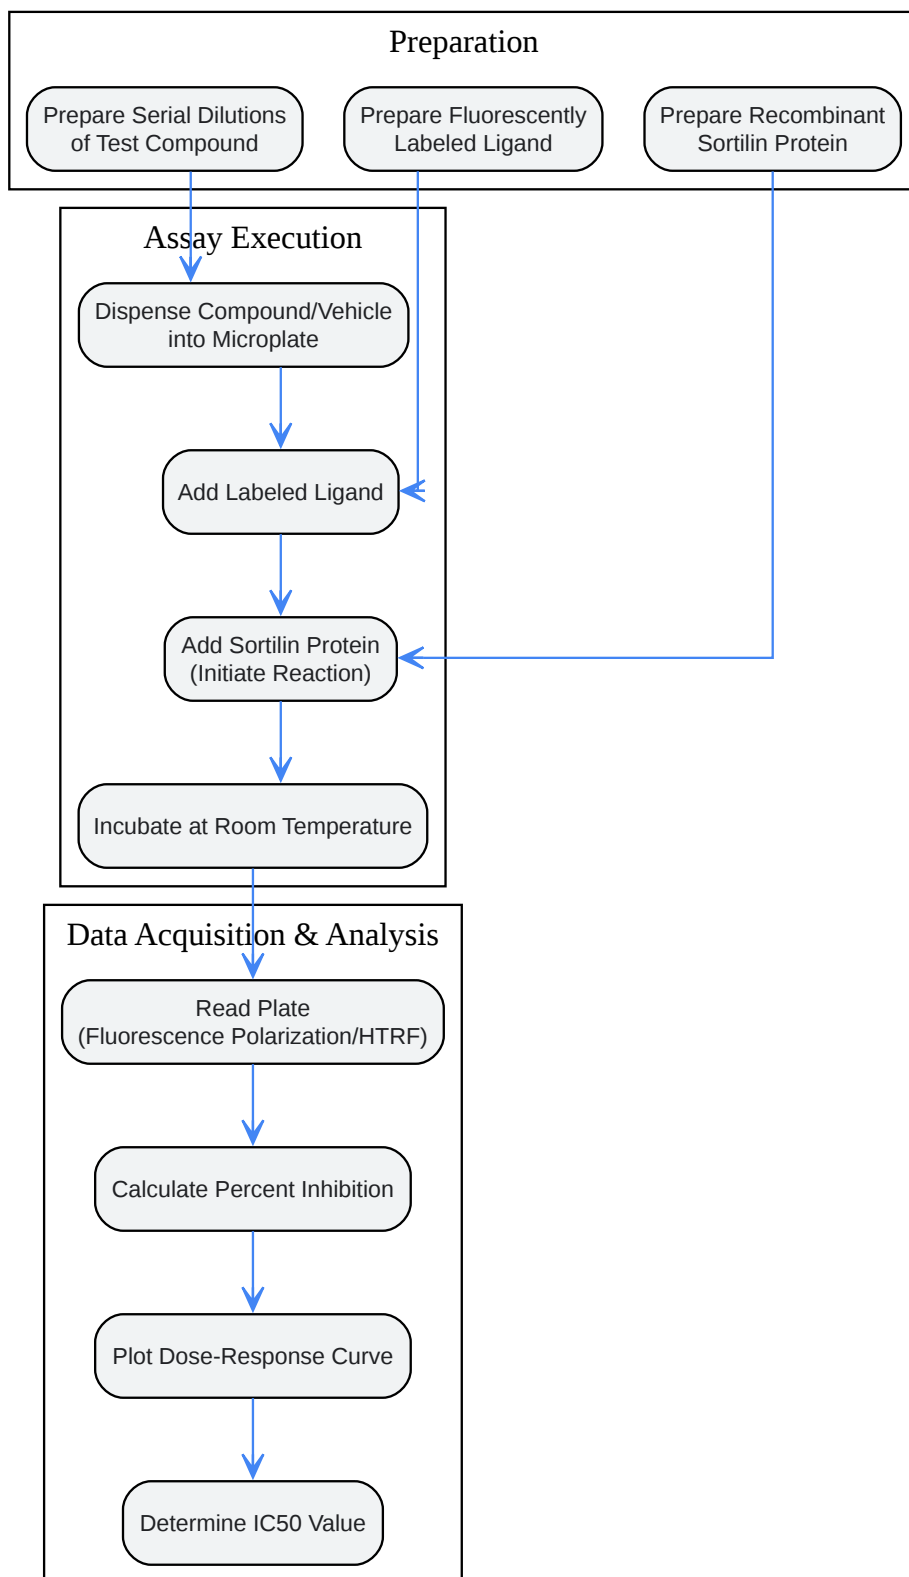 Preparation
Prepare Serial Dilutions
of Test Compound
Prepare Fluorescently
Labeled Ligand
Prepare Recombinant
Sortilin Protein
Assay Execution
Dispense Compound/Vehicle
into Microplate
Add Labeled Ligand
Add Sortilin Protein
(Initiate Reaction)
Incubate at Room Temperature
Data Acquisition & Analysis
Read Plate
(Fluorescence Polarization/HTRF)
Calculate Percent Inhibition
Plot Dose-Response Curve
Determine IC50 Value